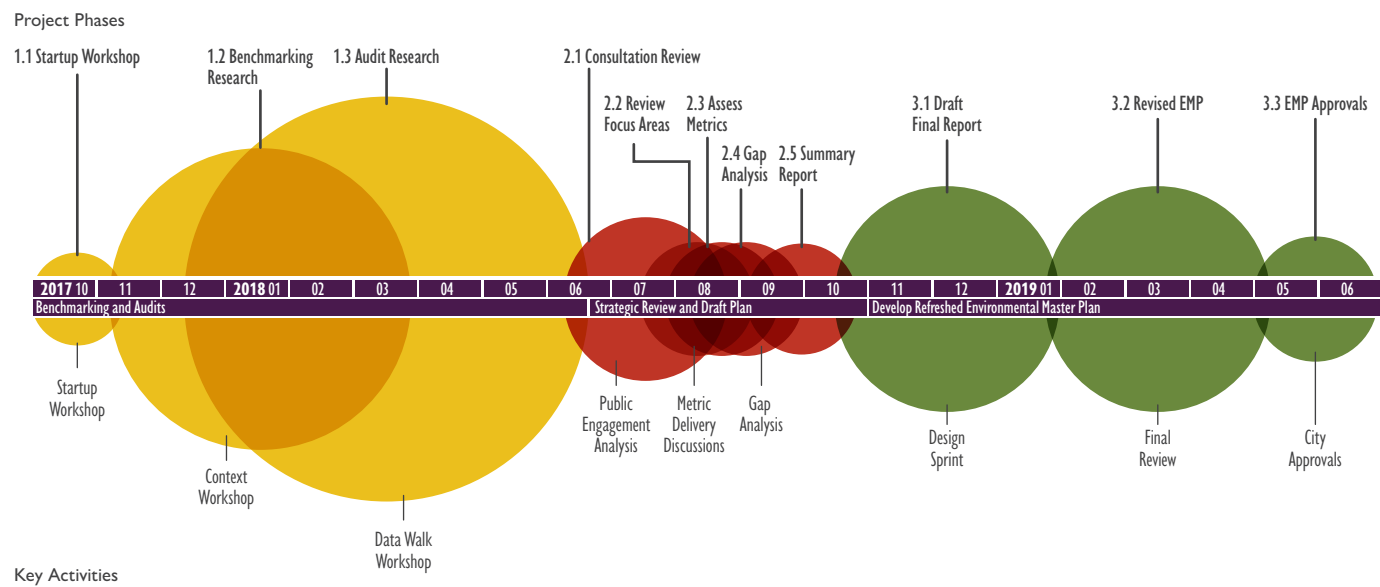 Project Phases
1.1 Startup Workshop
1.2 Benchmarking
Research
1.3 Audit Research
2.1 Consultation Review
2.2 Review
Focus Areas
2.3 Assess
Metrics
2.4 Gap
Analysis
2.5 Summary
Report
3.1 Draft
Final Report
3.2 Revised EMP
3.3 EMP Approvals
2017 10 11 12 2018 01 02 03 04 05 06 07 08 09 10 11 12 2019 01 02 03 04 05 06
Benchmarking and Audits Strategic Review and Draft Plan Develop Refreshed Environmental Master Plan
Startup
Workshop
Context
Workshop
Data Walk
Workshop
Public
Engagement
Analysis
Metric
Delivery
Discussions
Gap
Analysis
Design
Sprint
Final
Review
City
Approvals
Key Activities